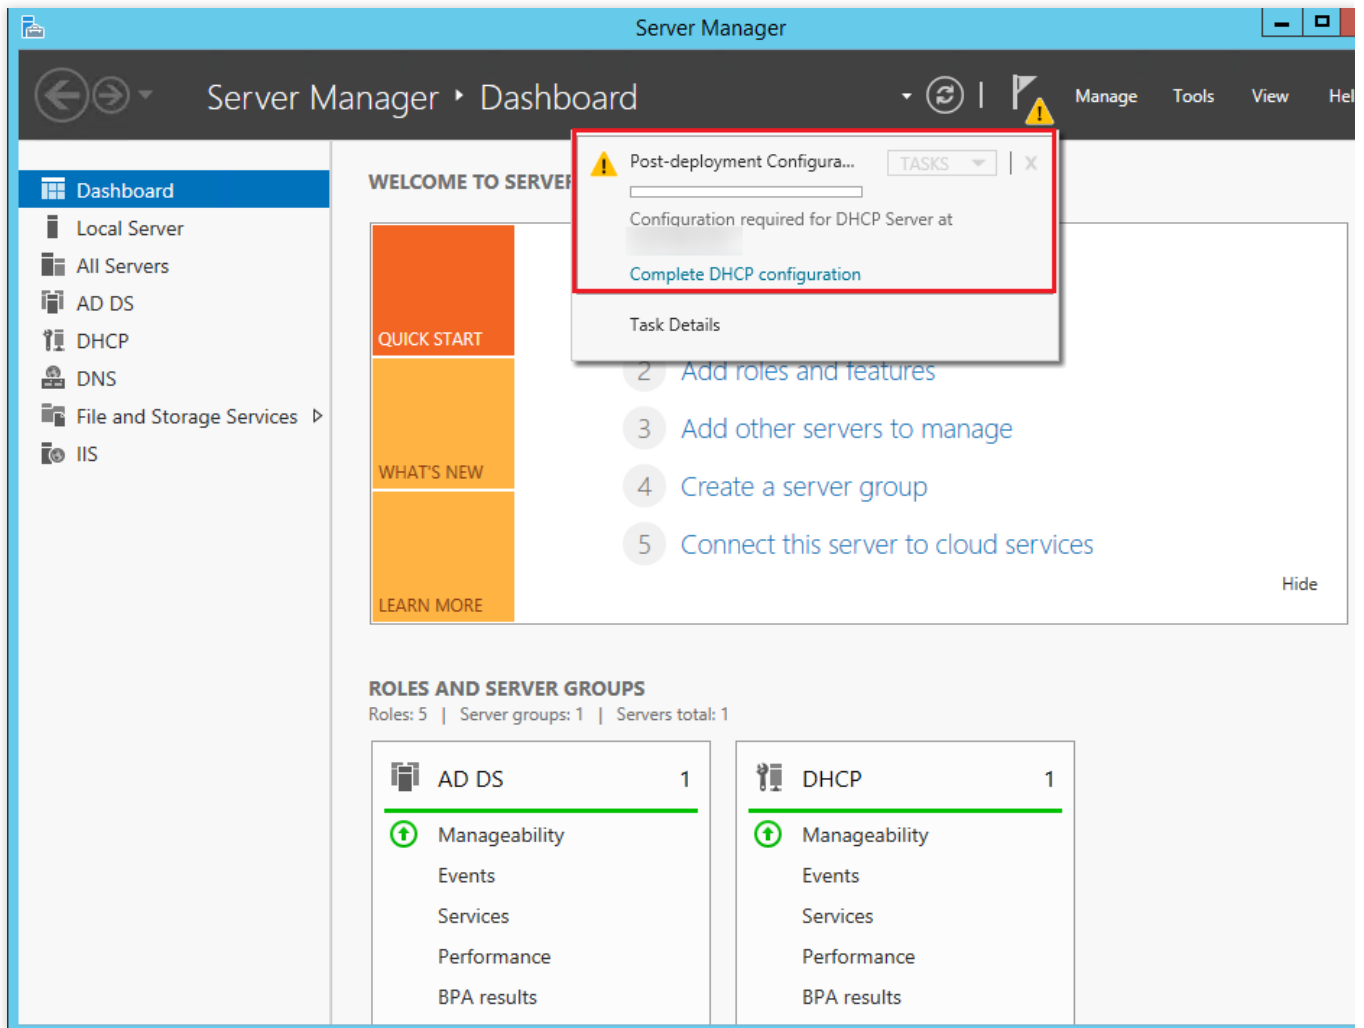 Server Manager
Server Manager ‣ Dashboard
Manage Tools View Hel
Post-deployment Configura... TASKS X
Configuration required for DHCP Server at
Complete DHCP configuration
Task Details
Dashboard
Local Server
All Servers
AD DS
DHCP
DNS
File and Storage Services
IIS
WELCOME TO SERVER
QUICK START
WHAT'S NEW
LEARN MORE
2 Add roles and features
3 Add other servers to manage
4 Create a server group
5 Connect this server to cloud services
Hide
ROLES AND SERVER GROUPS
Roles: 5 | Server groups: 1 | Servers total: 1
AD DS 1
Manageability
Events
Services
Performance
BPA results
DHCP 1
Manageability
Events
Services
Performance
BPA results